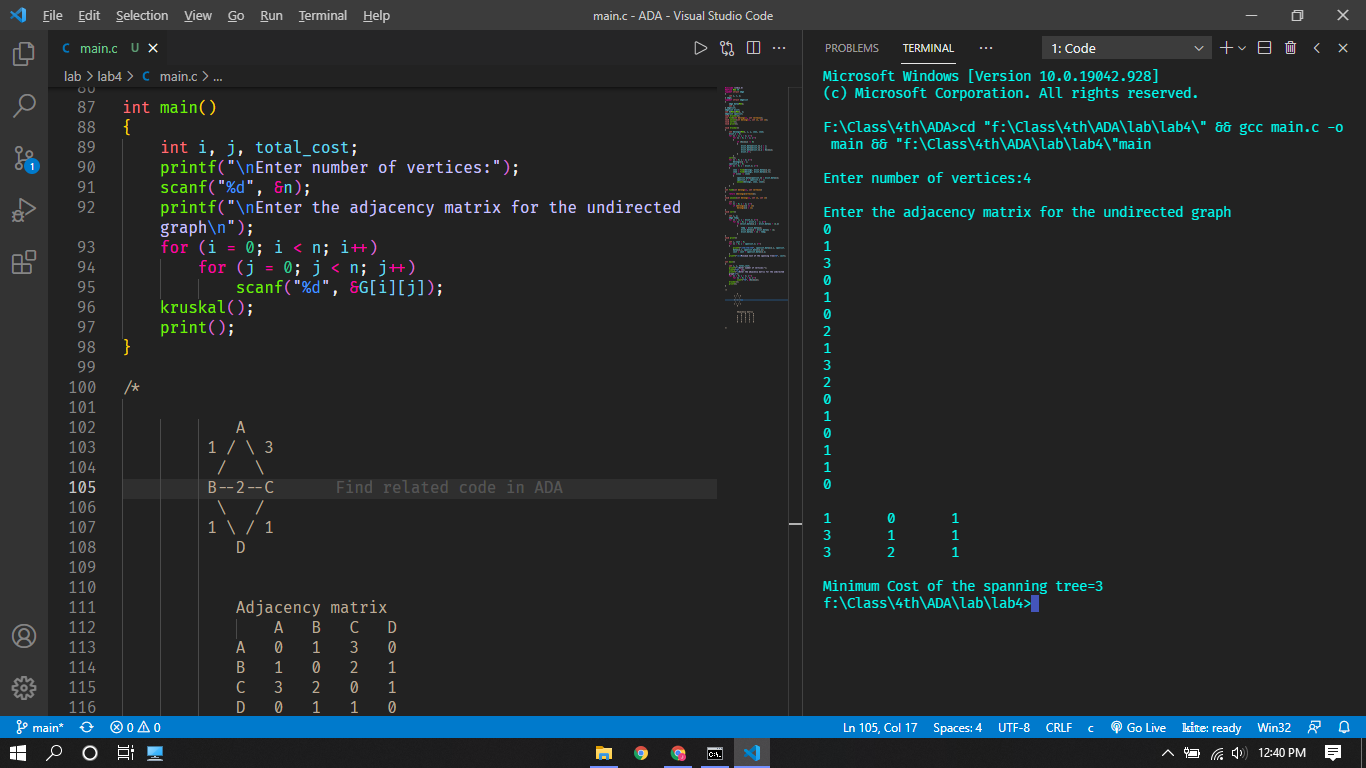 File Edit Selection View Go Run Terminal Help main.c - ADA - Visual Studio Code
C main.c U
lab > lab4 > C main.c > ...
86
87 int main()
88 {
89 int i, j, total_cost;
90 printf("\nEnter number of vertices:");
91 scanf("%d", &n);
92 printf("\nEnter the adjacency matrix for the undirected
graph\n");
93 for (i = 0; i < n; i++)
94 for (j = 0; j < n; j++)
95 scanf("%d", &G[i][j]);
96 kruskal();
97 print();
98 }
99
100 /*
101
102 A
103 1 / \ 3
104 / \
105 B--2--C Find related code in ADA
106 \ /
107 1 \ / 1
108 D
109
110
111 Adjacency matrix
112 A B C D
113 A 0 1 3 0
114 B 1 0 2 1
115 C 3 2 0 1
116 D 0 1 1 0
PROBLEMS TERMINAL ... 1: Code
Microsoft Windows [Version 10.0.19042.928]
(c) Microsoft Corporation. All rights reserved.
F:\Class\4th\ADA>cd "f:\Class\4th\ADA\lab\lab4\" && gcc main.c -o
main && "f:\Class\4th\ADA\lab\lab4\"main
Enter number of vertices:4
Enter the adjacency matrix for the undirected graph
0
1
3
0
1
0
2
1
3
2
0
1
0
1
1
0
1 0 1
3 1 1
3 2 1
Minimum Cost of the spanning tree=3
f:\Class\4th\ADA\lab\lab4>
1
main* 0 0 Ln 105, Col 17 Spaces: 4 UTF-8 CRLF c Go Live kite: ready Win32
12:40 PM